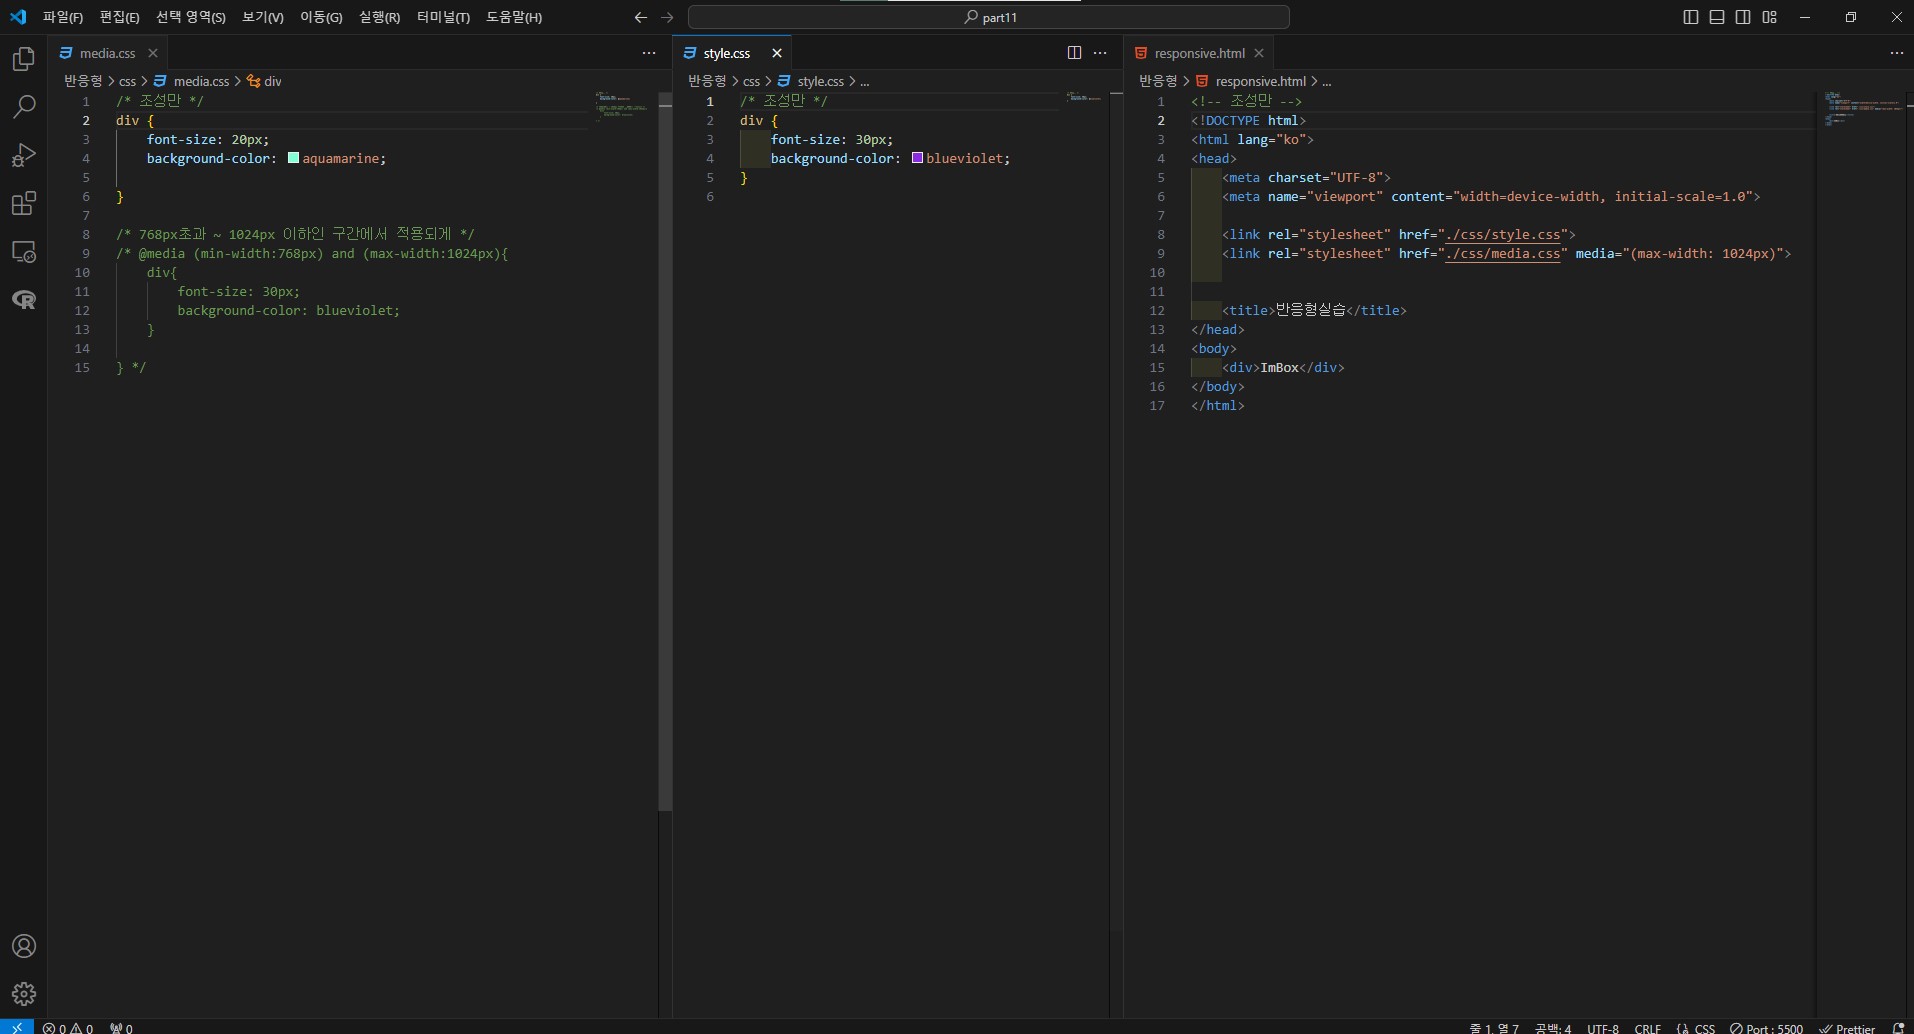 파일(F) 편집(E) 선택 영역(S) 보기(V) 이동(G) 실행(R) 터미널(T) 도움말(H) part11
media.css
반응형 > css > media.css > div
1 /* 조성만 */
2 div {
3 font-size: 20px;
4 background-color: aquamarine;
5
6 }
7
8 /* 768px초과 ~ 1024px 이하인 구간에서 적용되게 */
9 /* @media (min-width:768px) and (max-width:1024px){
10 div{
11 font-size: 30px;
12 background-color: blueviolet;
13 }
14
15 } */
style.css
반응형 > css > style.css > ...
1 /* 조성만 */
2 div {
3 font-size: 30px;
4 background-color: blueviolet;
5 }
6
responsive.html
반응형 > responsive.html > ...
1 <!-- 조성만 -->
2 <!DOCTYPE html>
3 <html lang="ko">
4 <head>
5 <meta charset="UTF-8">
6 <meta name="viewport" content="width=device-width, initial-scale=1.0">
7
8 <link rel="stylesheet" href="./css/style.css">
9 <link rel="stylesheet" href="./css/media.css" media="(max-width: 1024px)">
10
11
12 <title>반응형실습</title>
13 </head>
14 <body>
15 <div>ImBox</div>
16 </body>
17 </html>
0 0 0 줄 1, 열 7 공백: 4 UTF-8 CRLF {} CSS Port : 5500 Prettier